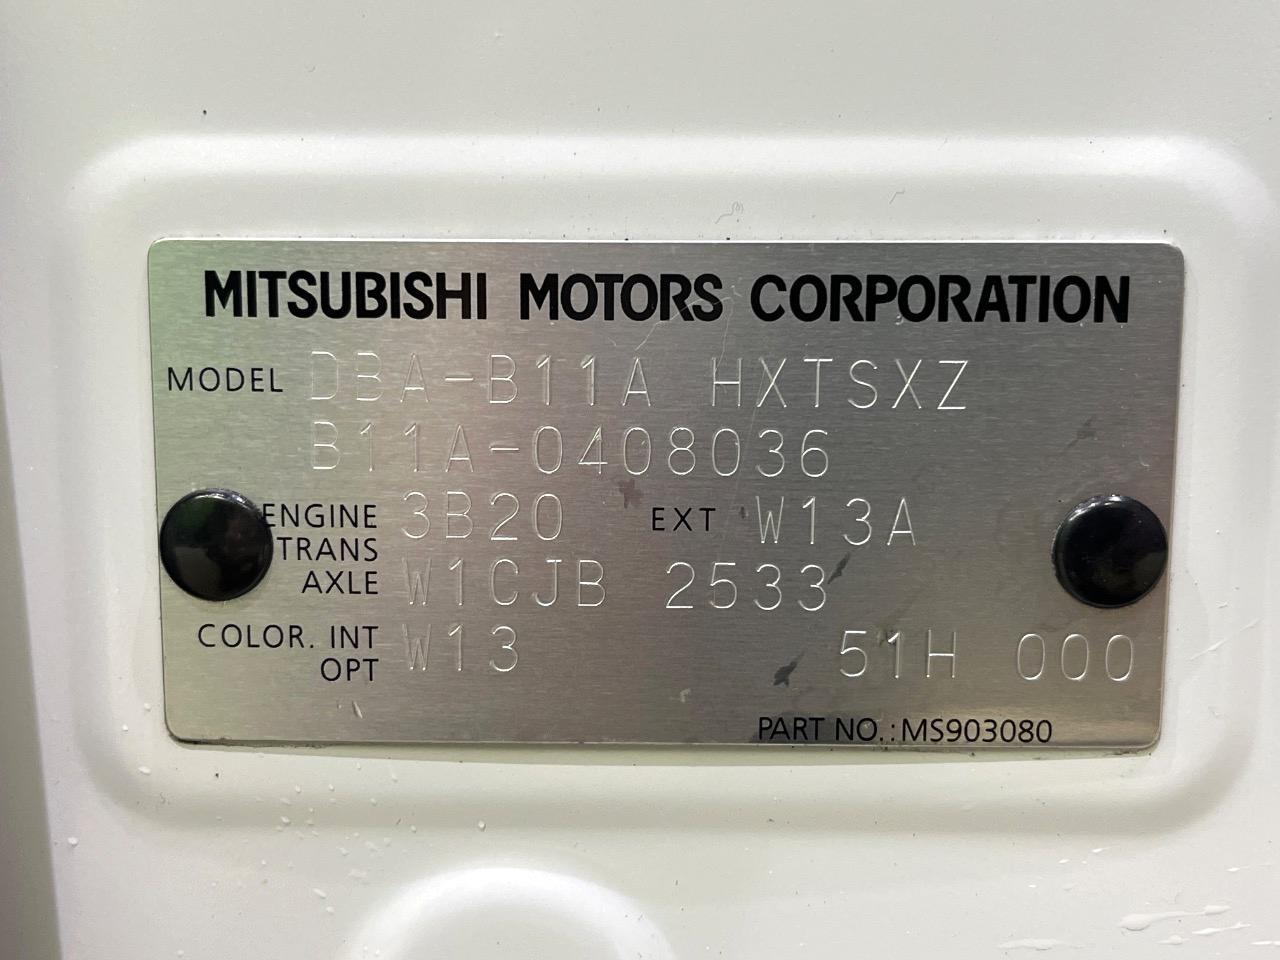 MITSUBISHI MOTORS CORPORATION
MODEL DBA-B11A HXTSXZ
B11A-0408036
ENGINE 3B20 EXT W13A
TRANS
AXLE W1CJB 2533
COLOR. INT W13 51H 000
OPT
PART NO.:MS903080